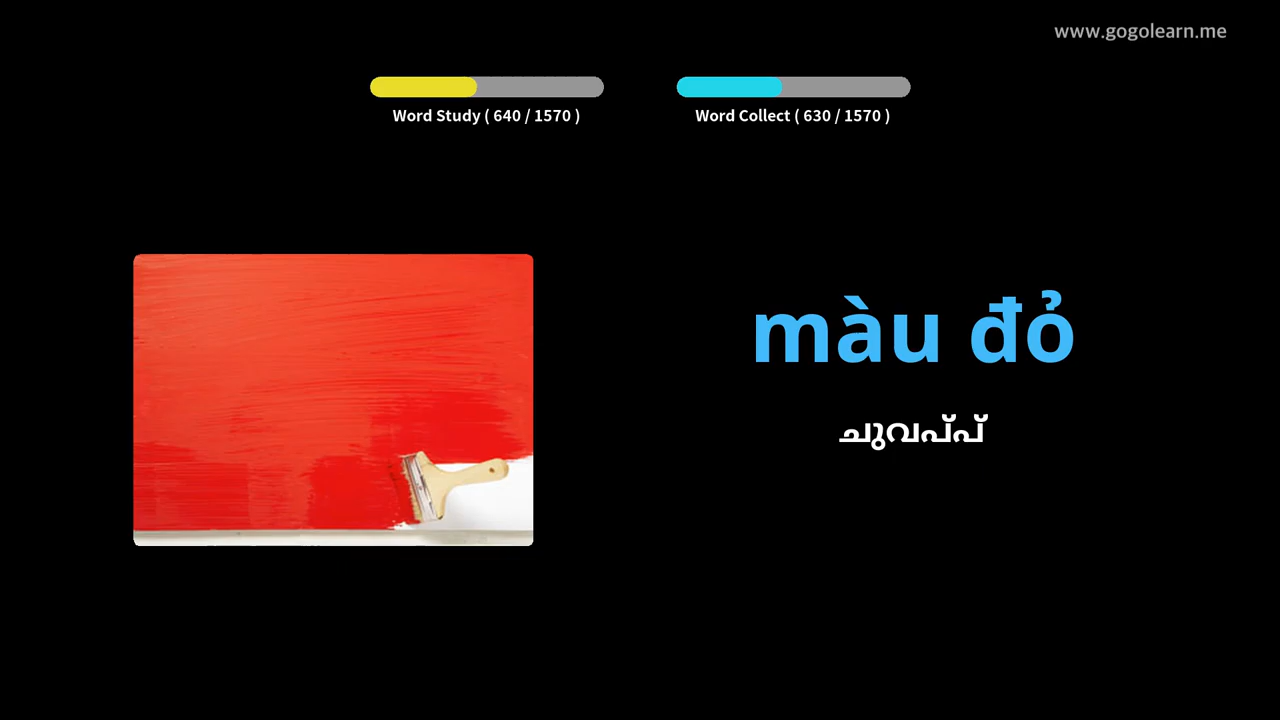 www.gogolearn.me
Word Study ( 640 / 1570 )
Word Collect ( 630 / 1570 )
màu đỏ
ചുവപ്പ്